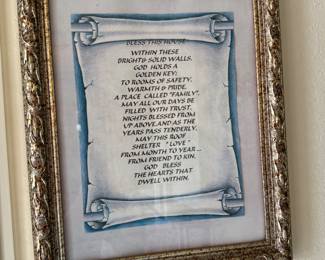 BLESS THIS HOUSE
WITHIN THESE
BRIGHT & SOLID WALLS.
GOD HOLDS A
GOLDEN KEY;
TO ROOMS OF SAFETY,
WARMTH & PRIDE.
A PLACE CALLED "FAMILY",
MAY ALL OUR DAYS BE
FILLED WITH TRUST,
NIGHTS BLESSED FROM
UP ABOVE,AND AS THE
YEARS PASS TENDERLY,
MAY THIS ROOF
SHELTER "LOVE"
FROM MONTH TO YEAR ...
FROM FRIEND TO KIN,
GOD BLESS
THE HEARTS THAT
DWELL WITHIN.